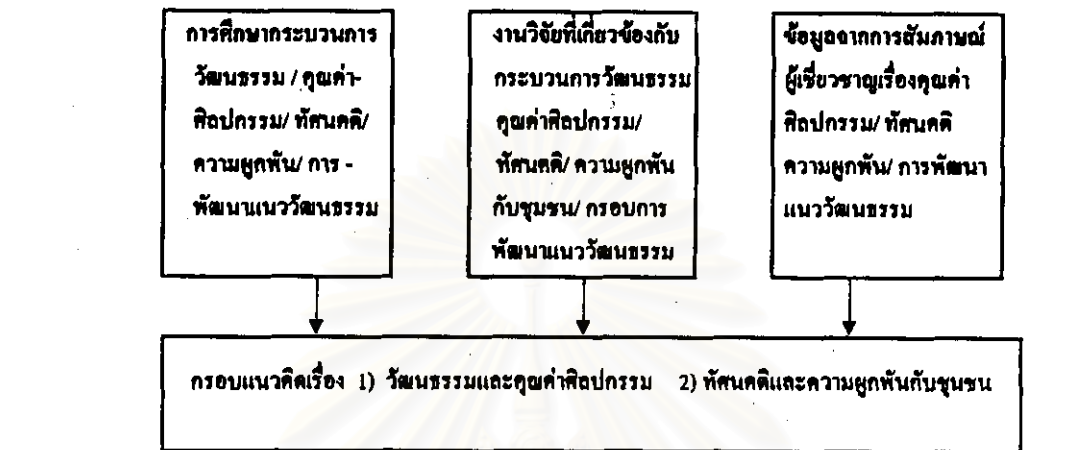 การศึกษากระบวนการ
วัฒนธรรม / คุณค่า-
ศิลปกรรม/ ทัศนคติ/
ความผูกพัน/ การ -
พัฒนาแนววัฒนธรรม
งานวิจัยที่เกี่ยวข้องกับ
กระบวนการวัฒนธรรม
คุณค่าศิลปกรรม/
ทัศนคติ/ ความผูกพัน
กับชุมชน/ กรอบการ
พัฒนาแนววัฒนธรรม
ข้อมูลจากการสัมภาษณ์
ผู้เชี่ยวชาญเรื่องคุณค่า
ศิลปกรรม/ ทัศนคติ
ความผูกพัน/ การพัฒนา
แนววัฒนธรรม
กรอบแนวคิดเรื่อง 1) วัฒนธรรมและคุณค่าศิลปกรรม 2) ทัศนคติและความผูกพันกับชุมชน